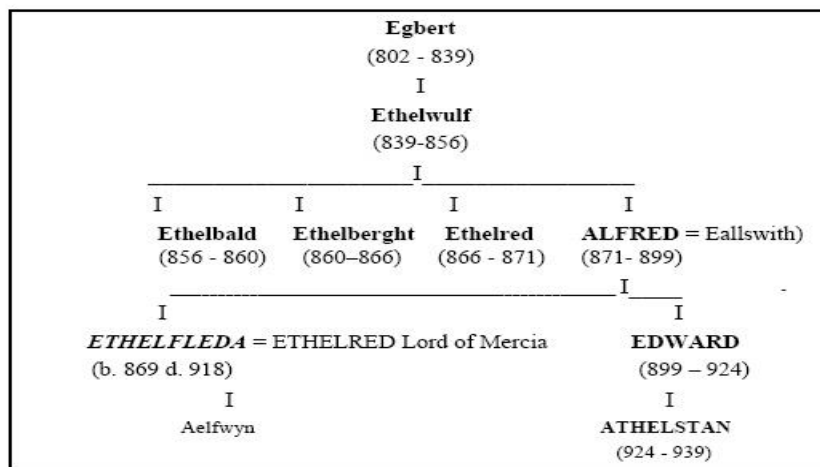 Egbert
(802 - 839)
I
Ethelwulf
(839-856)
I
I I I I
Ethelbald Ethelberght Ethelred ALFRED = Eallswith)
(856 - 860) (860–866) (866 - 871) (871- 899)
I -
I I
ETHELFLEDA = ETHELRED Lord of Mercia EDWARD
(b. 869 d. 918) (899 – 924)
I I
Aelfwyn ATHELSTAN
(924 - 939)